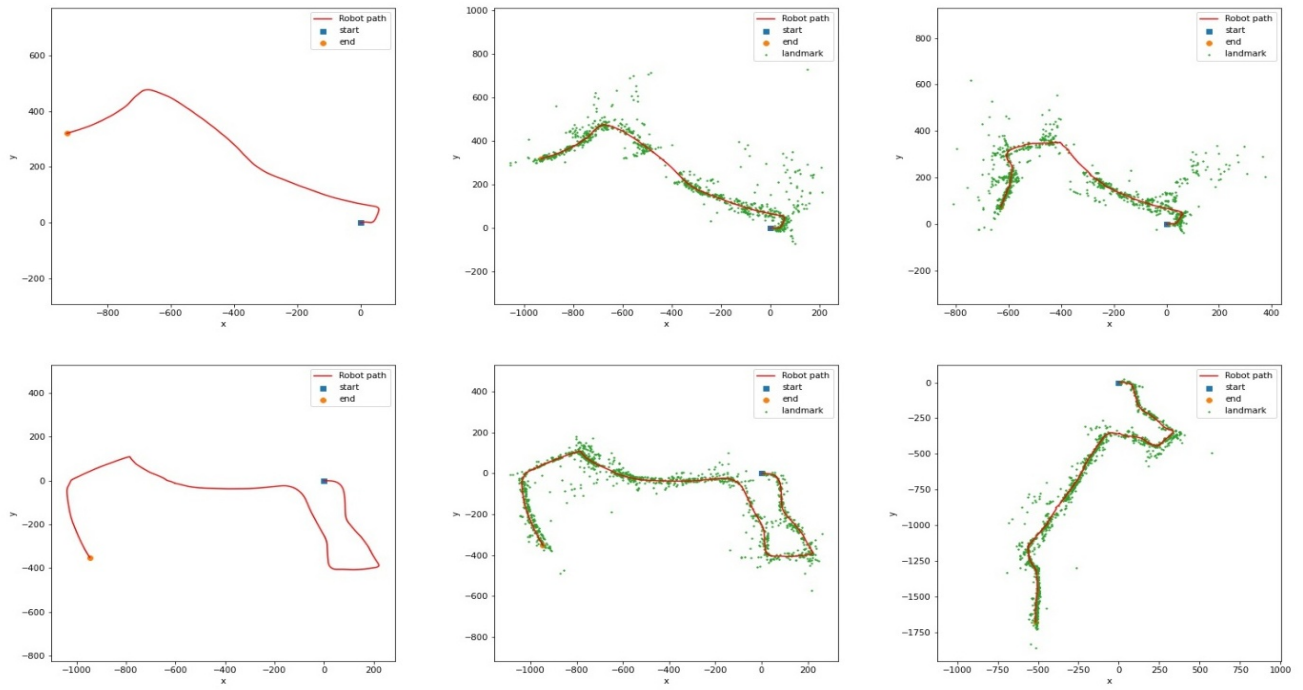 Robot path
start
end
600
400
200
0
−200
y
−800 −600 −400 −200 0
x
Robot path
start
end
landmark
1000
800
600
400
200
0
−200
y
−1000 −800 −600 −400 −200 0 200
x
Robot path
start
end
landmark
800
600
400
200
0
−200
y
−800 −600 −400 −200 0 200 400
x
Robot path
start
end
400
200
0
−200
−400
−600
−800
y
−1000 −800 −600 −400 −200 0 200
x
Robot path
start
end
landmark
400
200
0
−200
−400
−600
−800
y
−1000 −800 −600 −400 −200 0 200
x
Robot path
start
end
landmark
0
−250
−500
−750
−1000
−1250
−1500
−1750
y
−1000 −750 −500 −250 0 250 500 750 1000
x